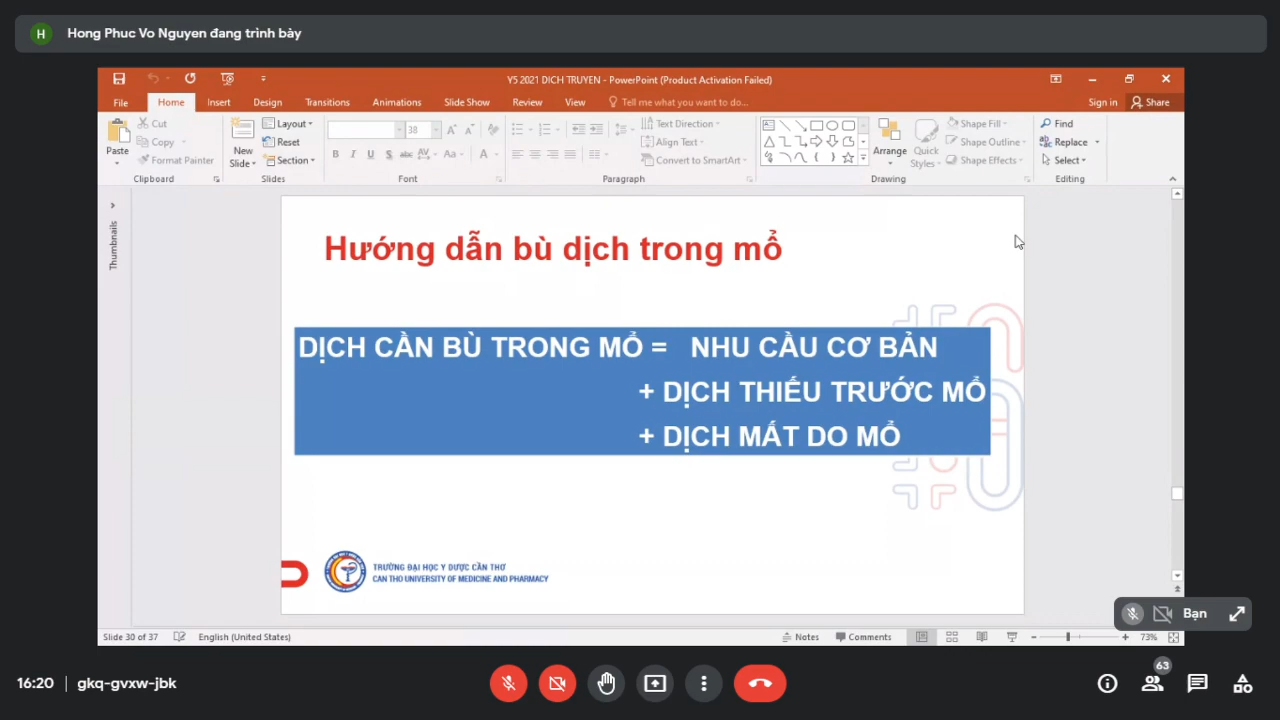 H Hong Phuc Vo Nguyen đang trình bày
Y5 2021 DICH TRUYEN - PowerPoint (Product Activation Failed)
File Home Insert Design Transitions Animations Slide Show Review View Tell me what you want to do... Sign in Share
Paste Cut Copy Format Painter
Clipboard
New Slide Layout Reset Section
Slides
38
B I U S abc AV Aa A
Font
Text Direction Align Text Convert to SmartArt
Paragraph
Arrange Quick Styles Shape Fill Shape Outline Shape Effects
Drawing
Find Replace Select
Editing
Thumbnails
Hướng dẫn bù dịch trong mổ
DỊCH CẦN BÙ TRONG MỔ = NHU CẦU CƠ BẢN
+ DỊCH THIẾU TRƯỚC MỔ
+ DỊCH MẤT DO MỔ
TRƯỜNG ĐẠI HỌC Y DƯỢC CẦN THƠ
CAN THO UNIVERSITY OF MEDICINE AND PHARMACY
Bạn
Slide 30 of 37 English (United States) Notes Comments 73%
16:20 | gkq-gvxw-jbk
63